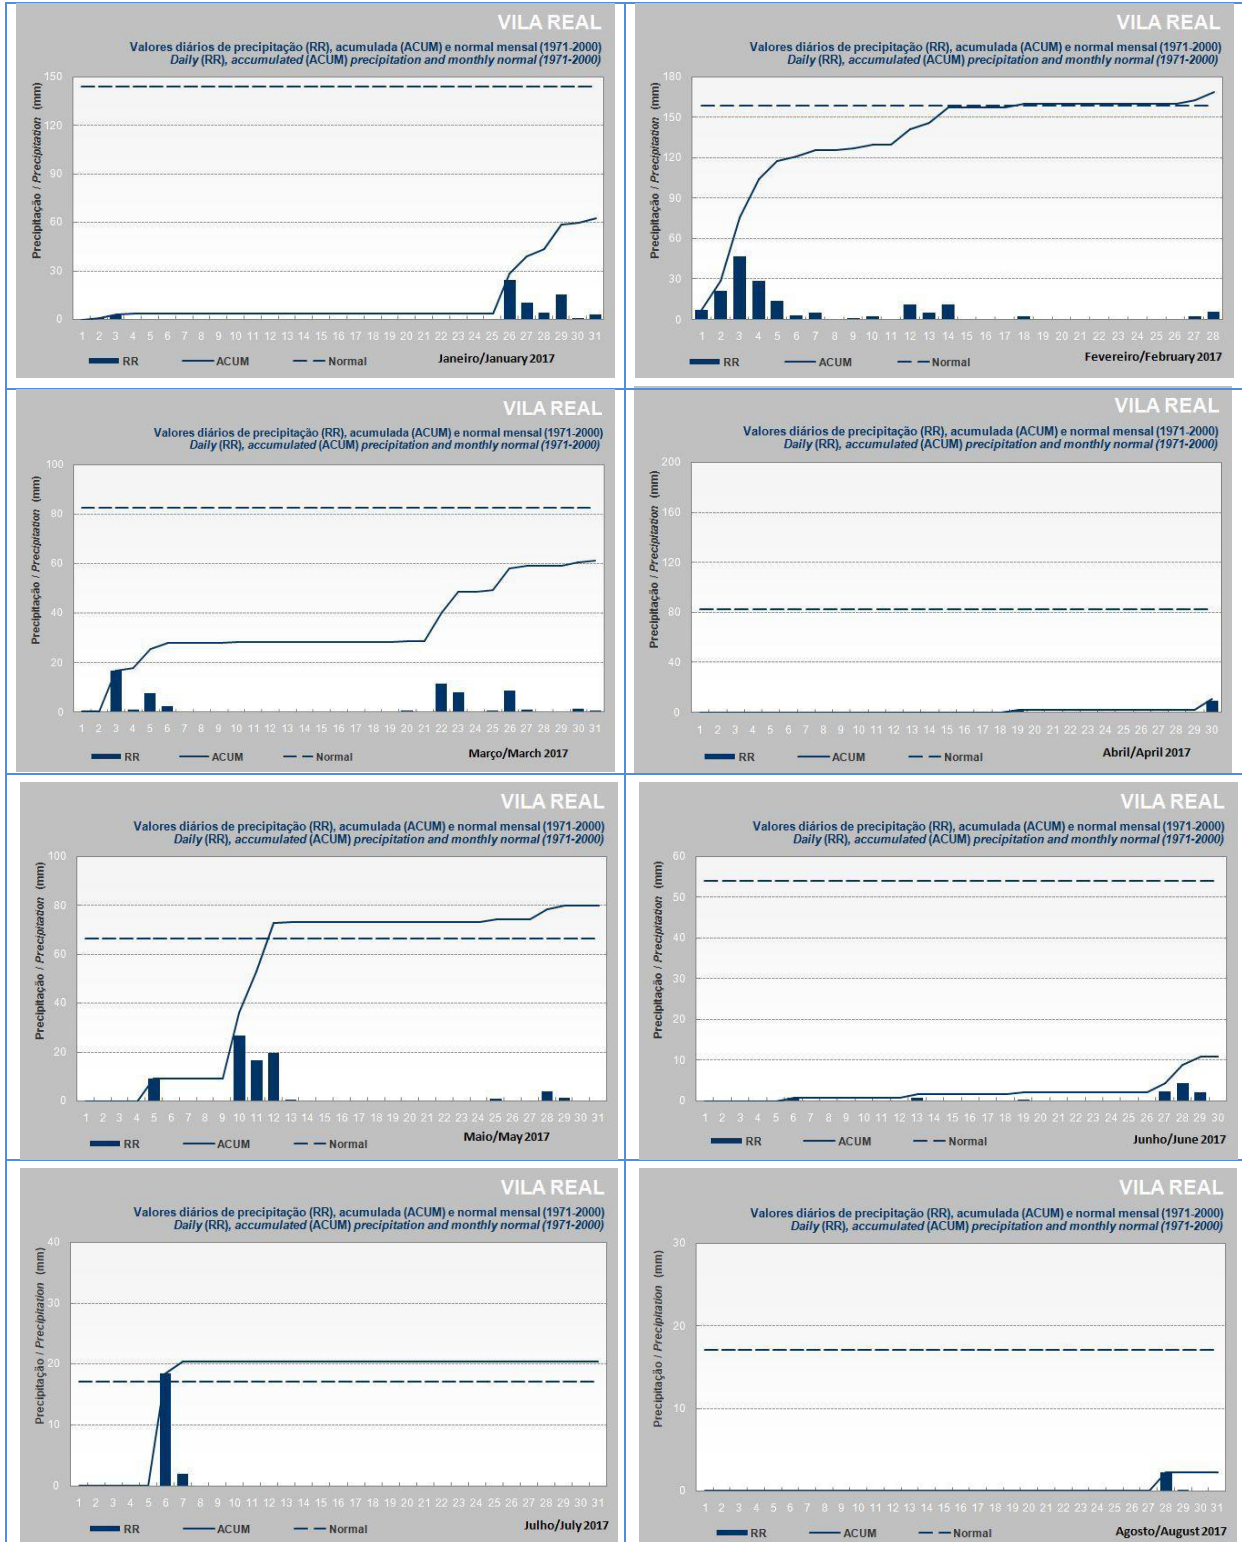 VILA REAL
Valores diários de precipitação (RR), acumulada (ACUM) e normal mensal (1971-2000)
Daily (RR), accumulated (ACUM) precipitation and monthly normal (1971-2000)
Precipitação / Precipitation (mm)
150
120
90
60
30
0
1 2 3 4 5 6 7 8 9 10 11 12 13 14 15 16 17 18 19 20 21 22 23 24 25 26 27 28 29 30 31
RR ACUM Normal Janeiro/January 2017
VILA REAL
Valores diários de precipitação (RR), acumulada (ACUM) e normal mensal (1971-2000)
Daily (RR), accumulated (ACUM) precipitation and monthly normal (1971-2000)
Precipitação / Precipitation (mm)
180
150
120
90
60
30
0
1 2 3 4 5 6 7 8 9 10 11 12 13 14 15 16 17 18 19 20 21 22 23 24 25 26 27 28
RR ACUM Normal Fevereiro/February 2017
VILA REAL
Valores diários de precipitação (RR), acumulada (ACUM) e normal mensal (1971-2000)
Daily (RR), accumulated (ACUM) precipitation and monthly normal (1971-2000)
Precipitação / Precipitation (mm)
100
80
60
40
20
0
1 2 3 4 5 6 7 8 9 10 11 12 13 14 15 16 17 18 19 20 21 22 23 24 25 26 27 28 29 30 31
RR ACUM Normal Março/March 2017
VILA REAL
Valores diários de precipitação (RR), acumulada (ACUM) e normal mensal (1971-2000)
Daily (RR), accumulated (ACUM) precipitation and monthly normal (1971-2000)
Precipitação / Precipitation (mm)
200
160
120
80
40
0
1 2 3 4 5 6 7 8 9 10 11 12 13 14 15 16 17 18 19 20 21 22 23 24 25 26 27 28 29 30
RR ACUM Normal Abril/April 2017
VILA REAL
Valores diários de precipitação (RR), acumulada (ACUM) e normal mensal (1971-2000)
Daily (RR), accumulated (ACUM) precipitation and monthly normal (1971-2000)
Precipitação / Precipitation (mm)
100
80
60
40
20
0
1 2 3 4 5 6 7 8 9 10 11 12 13 14 15 16 17 18 19 20 21 22 23 24 25 26 27 28 29 30 31
RR ACUM Normal Maio/May 2017
VILA REAL
Valores diários de precipitação (RR), acumulada (ACUM) e normal mensal (1971-2000)
Daily (RR), accumulated (ACUM) precipitation and monthly normal (1971-2000)
Precipitação / Precipitation (mm)
60
50
40
30
20
10
0
1 2 3 4 5 6 7 8 9 10 11 12 13 14 15 16 17 18 19 20 21 22 23 24 25 26 27 28 29 30
RR ACUM Normal Junho/June 2017
VILA REAL
Valores diários de precipitação (RR), acumulada (ACUM) e normal mensal (1971-2000)
Daily (RR), accumulated (ACUM) precipitation and monthly normal (1971-2000)
Precipitação / Precipitation (mm)
40
30
20
10
0
1 2 3 4 5 6 7 8 9 10 11 12 13 14 15 16 17 18 19 20 21 22 23 24 25 26 27 28 29 30 31
RR ACUM Normal Julho/July 2017
VILA REAL
Valores diários de precipitação (RR), acumulada (ACUM) e normal mensal (1971-2000)
Daily (RR), accumulated (ACUM) precipitation and monthly normal (1971-2000)
Precipitação / Precipitation (mm)
30
20
10
0
1 2 3 4 5 6 7 8 9 10 11 12 13 14 15 16 17 18 19 20 21 22 23 24 25 26 27 28 29 30 31
RR ACUM Normal Agosto/August 2017